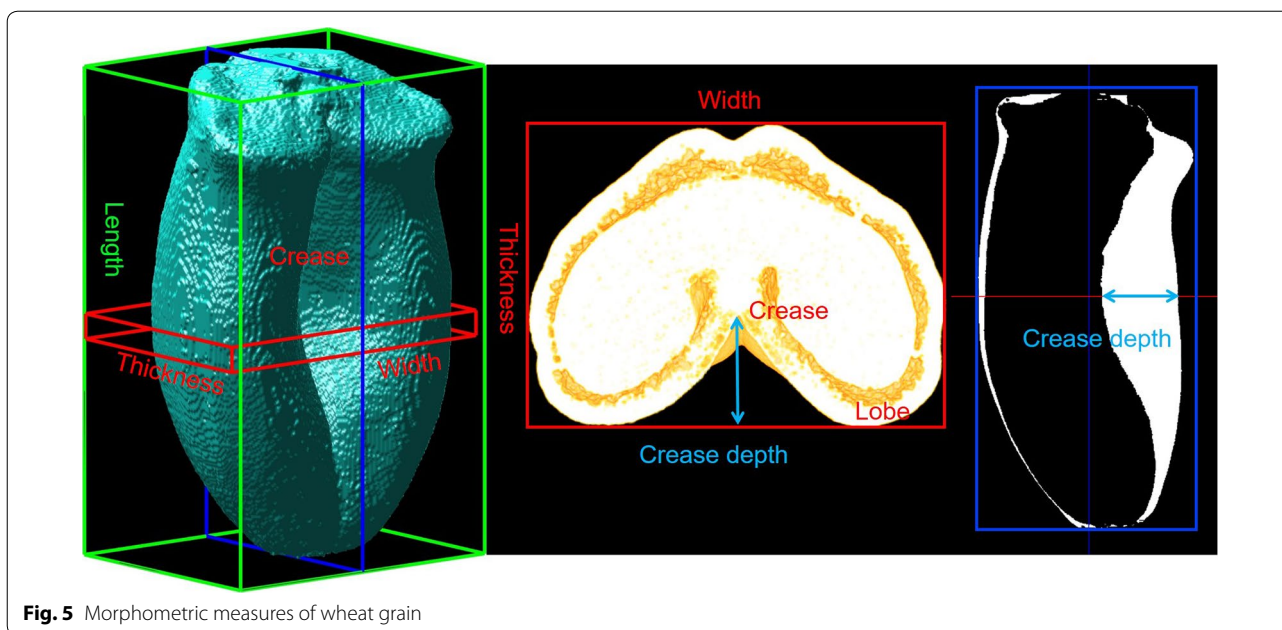 Length
Crease
Thickness
Width
Width
Thickness
Crease
Lobe
Crease depth
Crease depth
Fig. 5 Morphometric measures of wheat grain